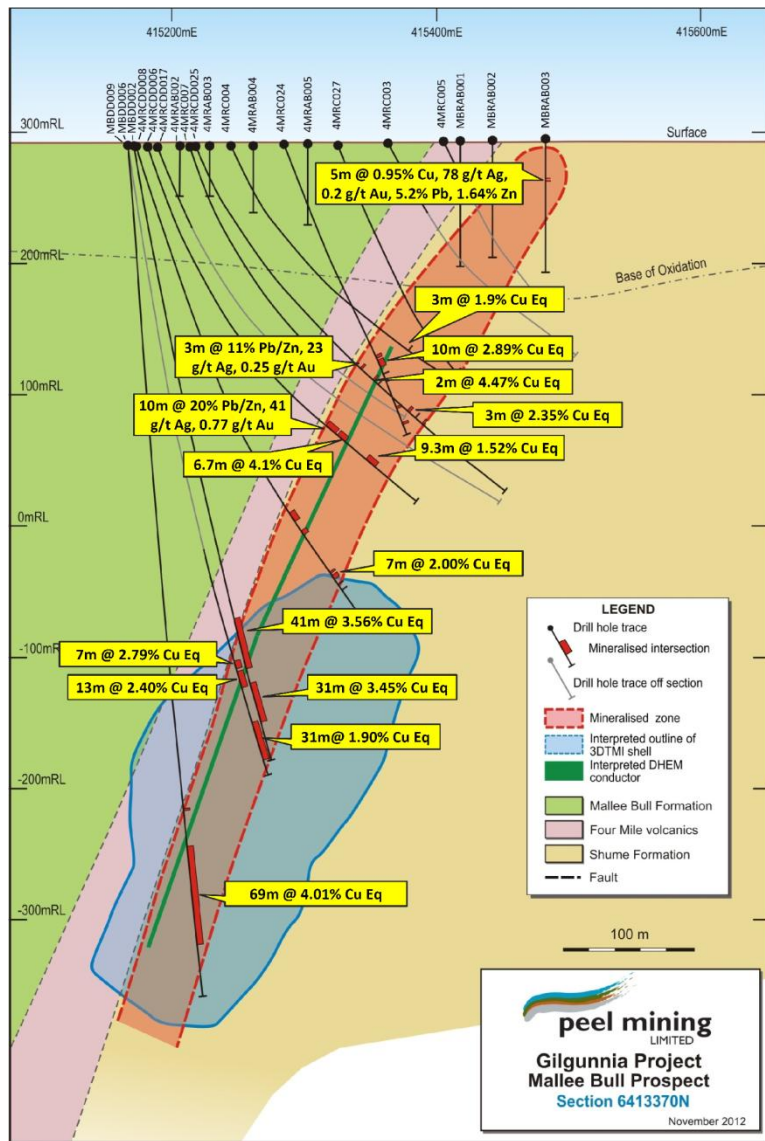 415200mE
415400mE
415600mE
MBDD009
MBDD006
MBDD002
4MRCDD008
4MRCDD006
4MRCDD017
4MRAB002
4MRC007
4MRCDD025
4MRAB003
4MRC004
4MRAB004
4MRC024
4MRAB005
4MRC027
4MRC003
4MRC005
MBRAB001
MBRAB002
MBRAB003
300mRL
Surface
5m @ 0.95% Cu, 78 g/t Ag,
0.2 g/t Au, 5.2% Pb, 1.64% Zn
200mRL
Base of Oxidation
3m @ 1.9% Cu Eq
3m @ 11% Pb/Zn, 23
g/t Ag, 0.25 g/t Au
10m @ 2.89% Cu Eq
2m @ 4.47% Cu Eq
100mRL
10m @ 20% Pb/Zn, 41
g/t Ag, 0.77 g/t Au
3m @ 2.35% Cu Eq
9.3m @ 1.52% Cu Eq
6.7m @ 4.1% Cu Eq
0mRL
7m @ 2.00% Cu Eq
41m @ 3.56% Cu Eq
-100mRL
7m @ 2.79% Cu Eq
13m @ 2.40% Cu Eq
31m @ 3.45% Cu Eq
31m@ 1.90% Cu Eq
-200mRL
69m @ 4.01% Cu Eq
-300mRL
LEGEND
Drill hole trace
Mineralised intersection
Drill hole trace off section
Mineralised zone
Interpreted outline of
3DTMI shell
Interpreted DHEM
conductor
Mallee Bull Formation
Four Mile volcanics
Shume Formation
Fault
100 m
peel mining
LIMITED
Gilgunnia Project
Mallee Bull Prospect
Section 6413370N
November 2012